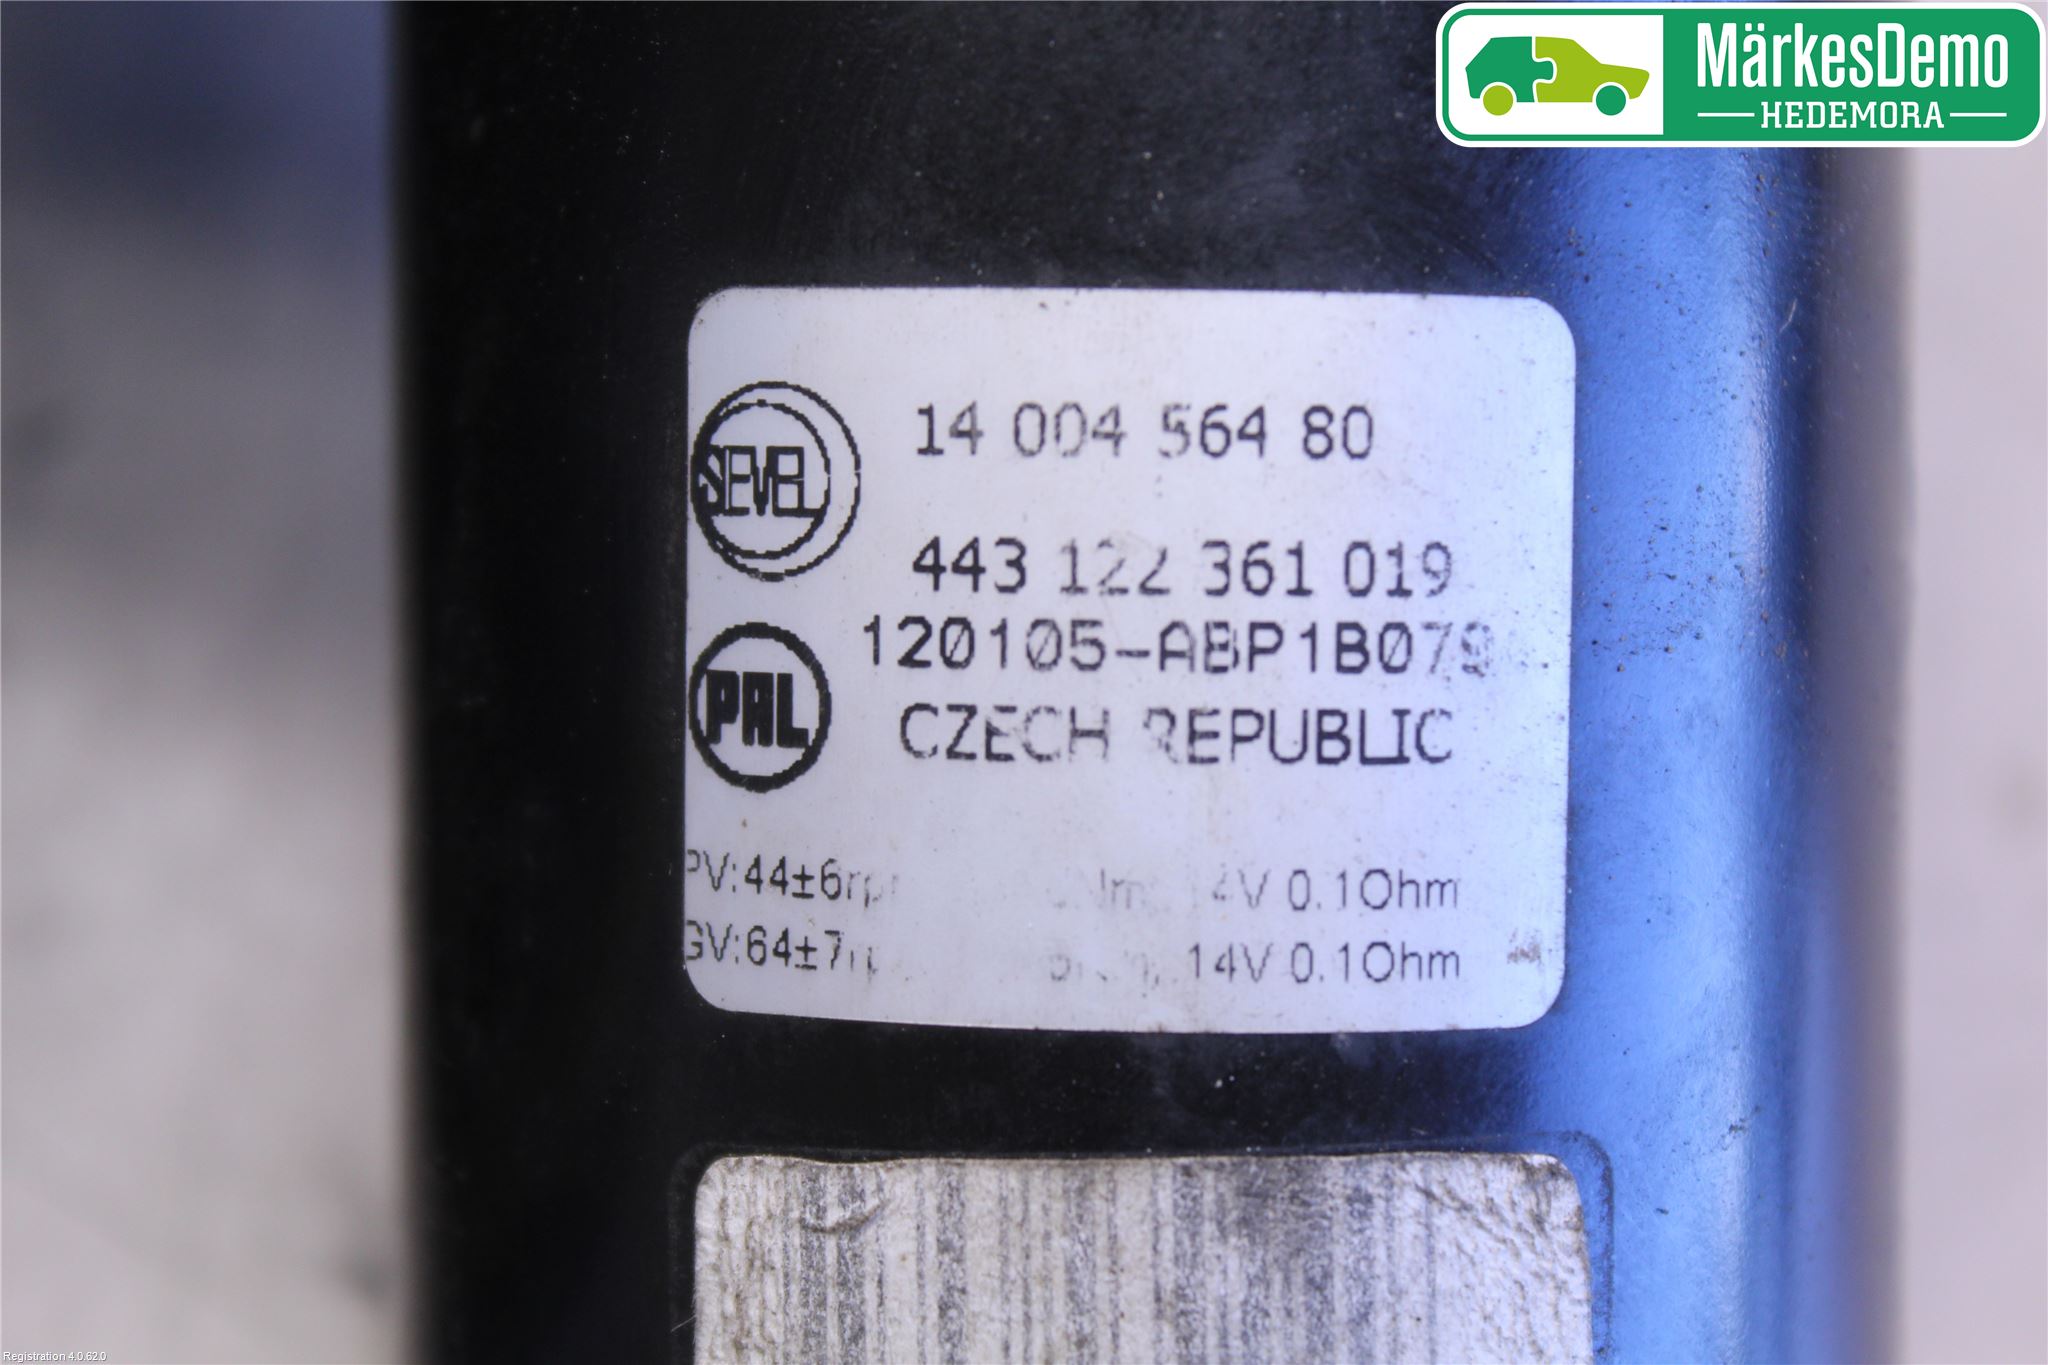 MärkesDemo
HEDEMORA
SEVEL
14 004 564 80
443 122 361 019
120105-ABP1B079
PAL
CZECH REPUBLIC
PV:44±6 14V 0.1Ohm
GV:64±7 14V 0.1Ohm
Registration 4.0.62.0